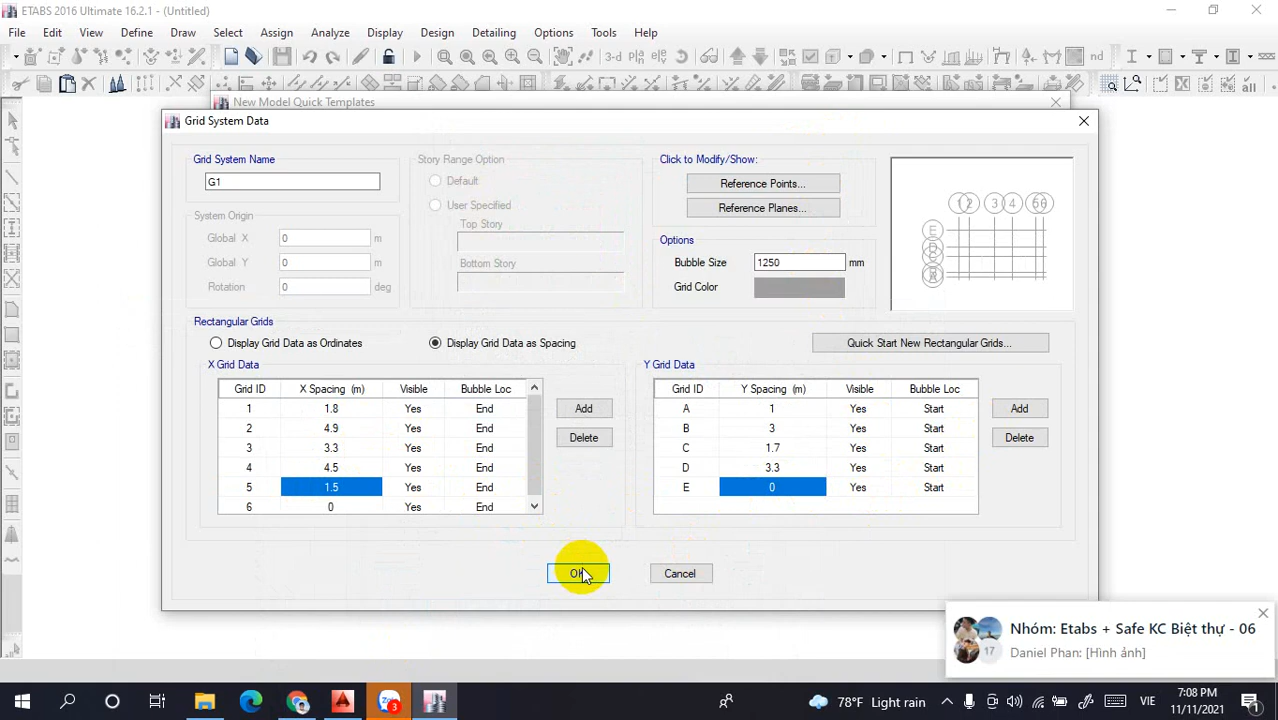 ETABS 2016 Ultimate 16.2.1 - (Untitled)
File Edit View Define Draw Select Assign Analyze Display Design Detailing Options Tools Help
3-d nd
all
New Model Quick Templates
Grid System Data
Grid System Name
G1
System Origin
Global X 0 m
Global Y 0 m
Rotation 0 deg
Story Range Option
Default
User Specified
Top Story
Bottom Story
Click to Modify/Show:
Reference Points...
Reference Planes...
Options
Bubble Size 1250 mm
Grid Color
Rectangular Grids
Display Grid Data as Ordinates Display Grid Data as Spacing Quick Start New Rectangular Grids...
X Grid Data
Grid ID X Spacing (m) Visible Bubble Loc
1 1.8 Yes End
2 4.9 Yes End
3 3.3 Yes End
4 4.5 Yes End
5 1.5 Yes End
6 0 Yes End
Add
Delete
Y Grid Data
Grid ID Y Spacing (m) Visible Bubble Loc
A 1 Yes Start
B 3 Yes Start
C 1.7 Yes Start
D 3.3 Yes Start
E 0 Yes Start
Add
Delete
OK Cancel
Nhóm: Etabs + Safe KC Biệt thự - 06
17 Daniel Phan: [Hình ảnh]
3 78°F Light rain VIE 7:08 PM
11/11/2021 1